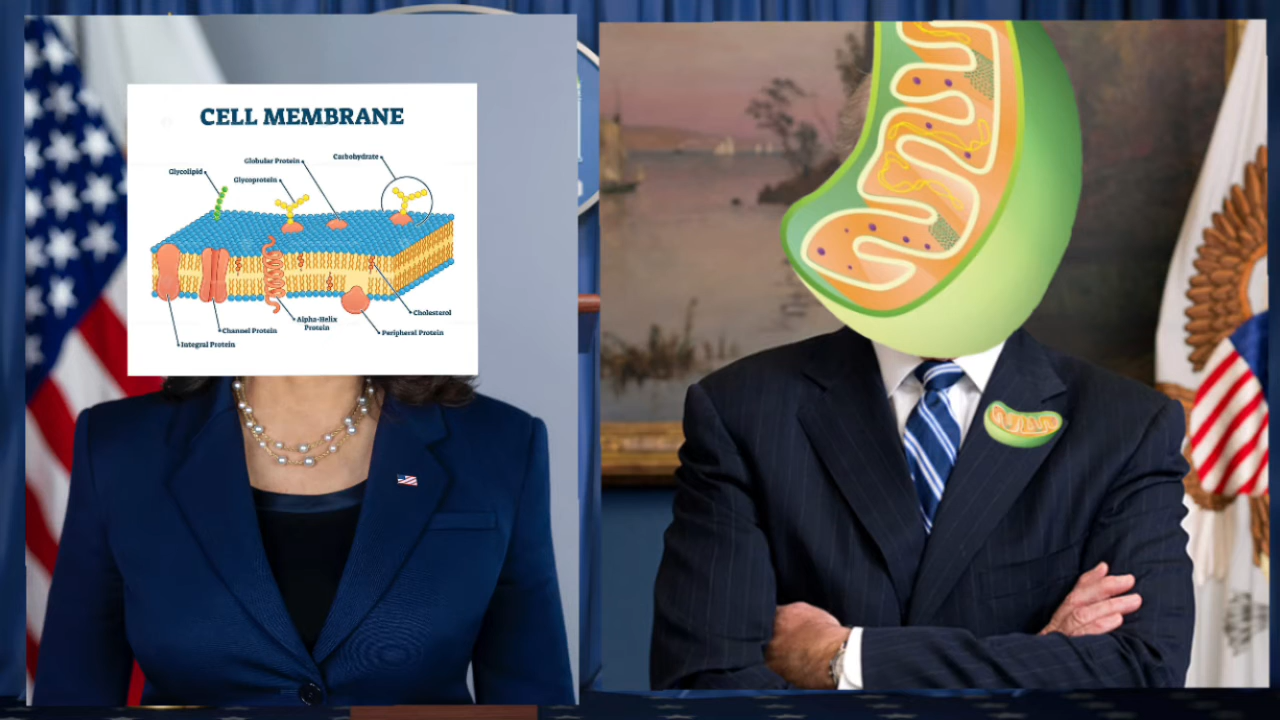 CELL MEMBRANE
Carbohydrate
Globular Protein
Glycolipid
Glycoprotein
Cholesterol
Alpha-Helix
Protein
Channel Protein
Peripheral Protein
Integral Protein